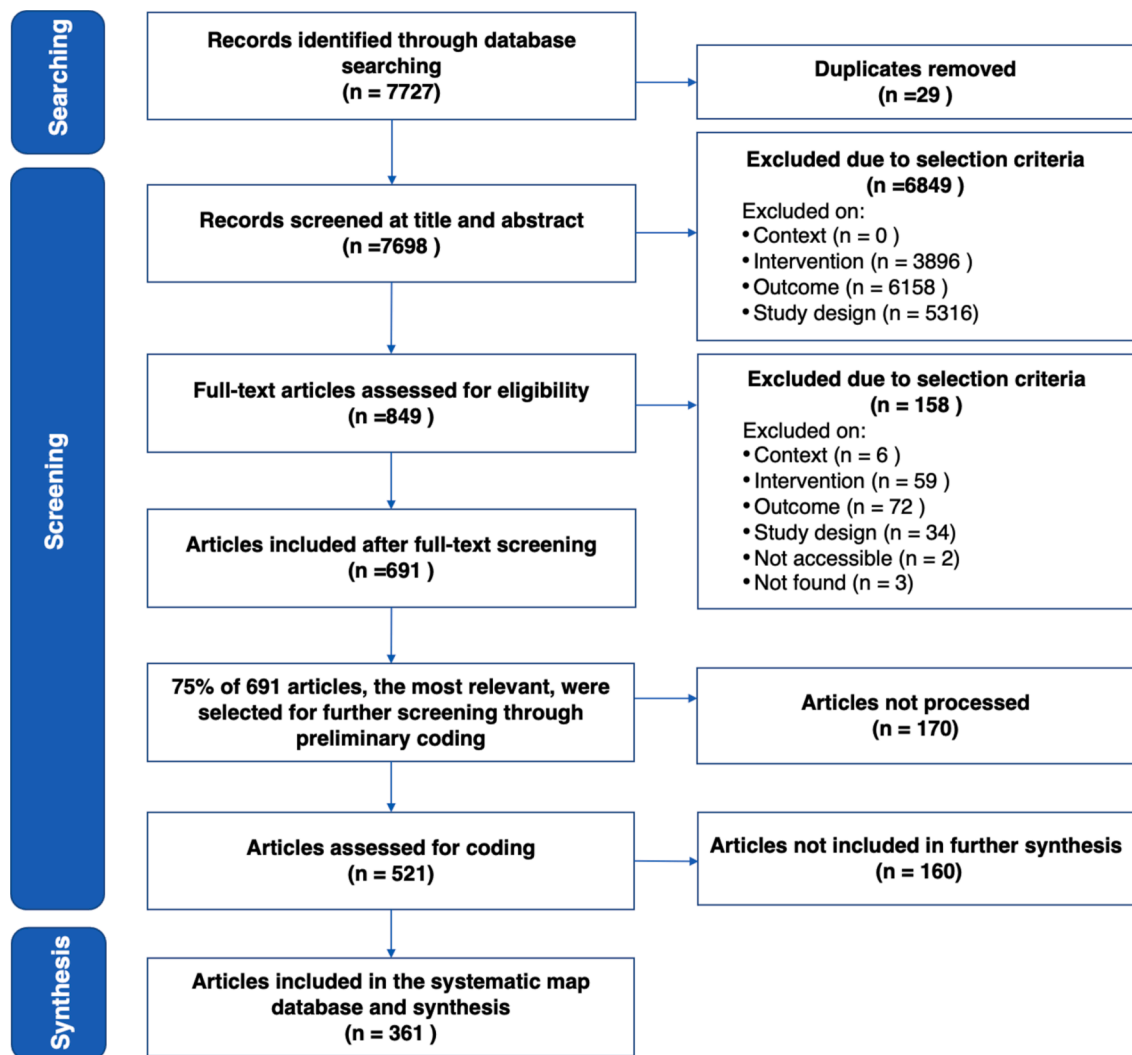 Searching
Records identified through database
searching
(n = 7727)
Duplicates removed
(n =29 )
Screening
Records screened at title and abstract
(n =7698)
Excluded due to selection criteria
(n =6849 )
Excluded on:
• Context (n = 0 )
• Intervention (n = 3896 )
• Outcome (n = 6158 )
• Study design (n = 5316)
Full-text articles assessed for eligibility
(n =849 )
Excluded due to selection criteria
(n = 158 )
Excluded on:
• Context (n = 6 )
• Intervention (n = 59 )
• Outcome (n = 72 )
• Study design (n = 34)
• Not accessible (n = 2)
• Not found (n = 3)
Articles included after full-text screening
(n =691 )
75% of 691 articles, the most relevant, were
selected for further screening through
preliminary coding
Articles not processed
(n = 170)
Articles assessed for coding
(n = 521)
Articles not included in further synthesis
(n = 160)
Synthesis
Articles included in the systematic map
database and synthesis
(n = 361 )